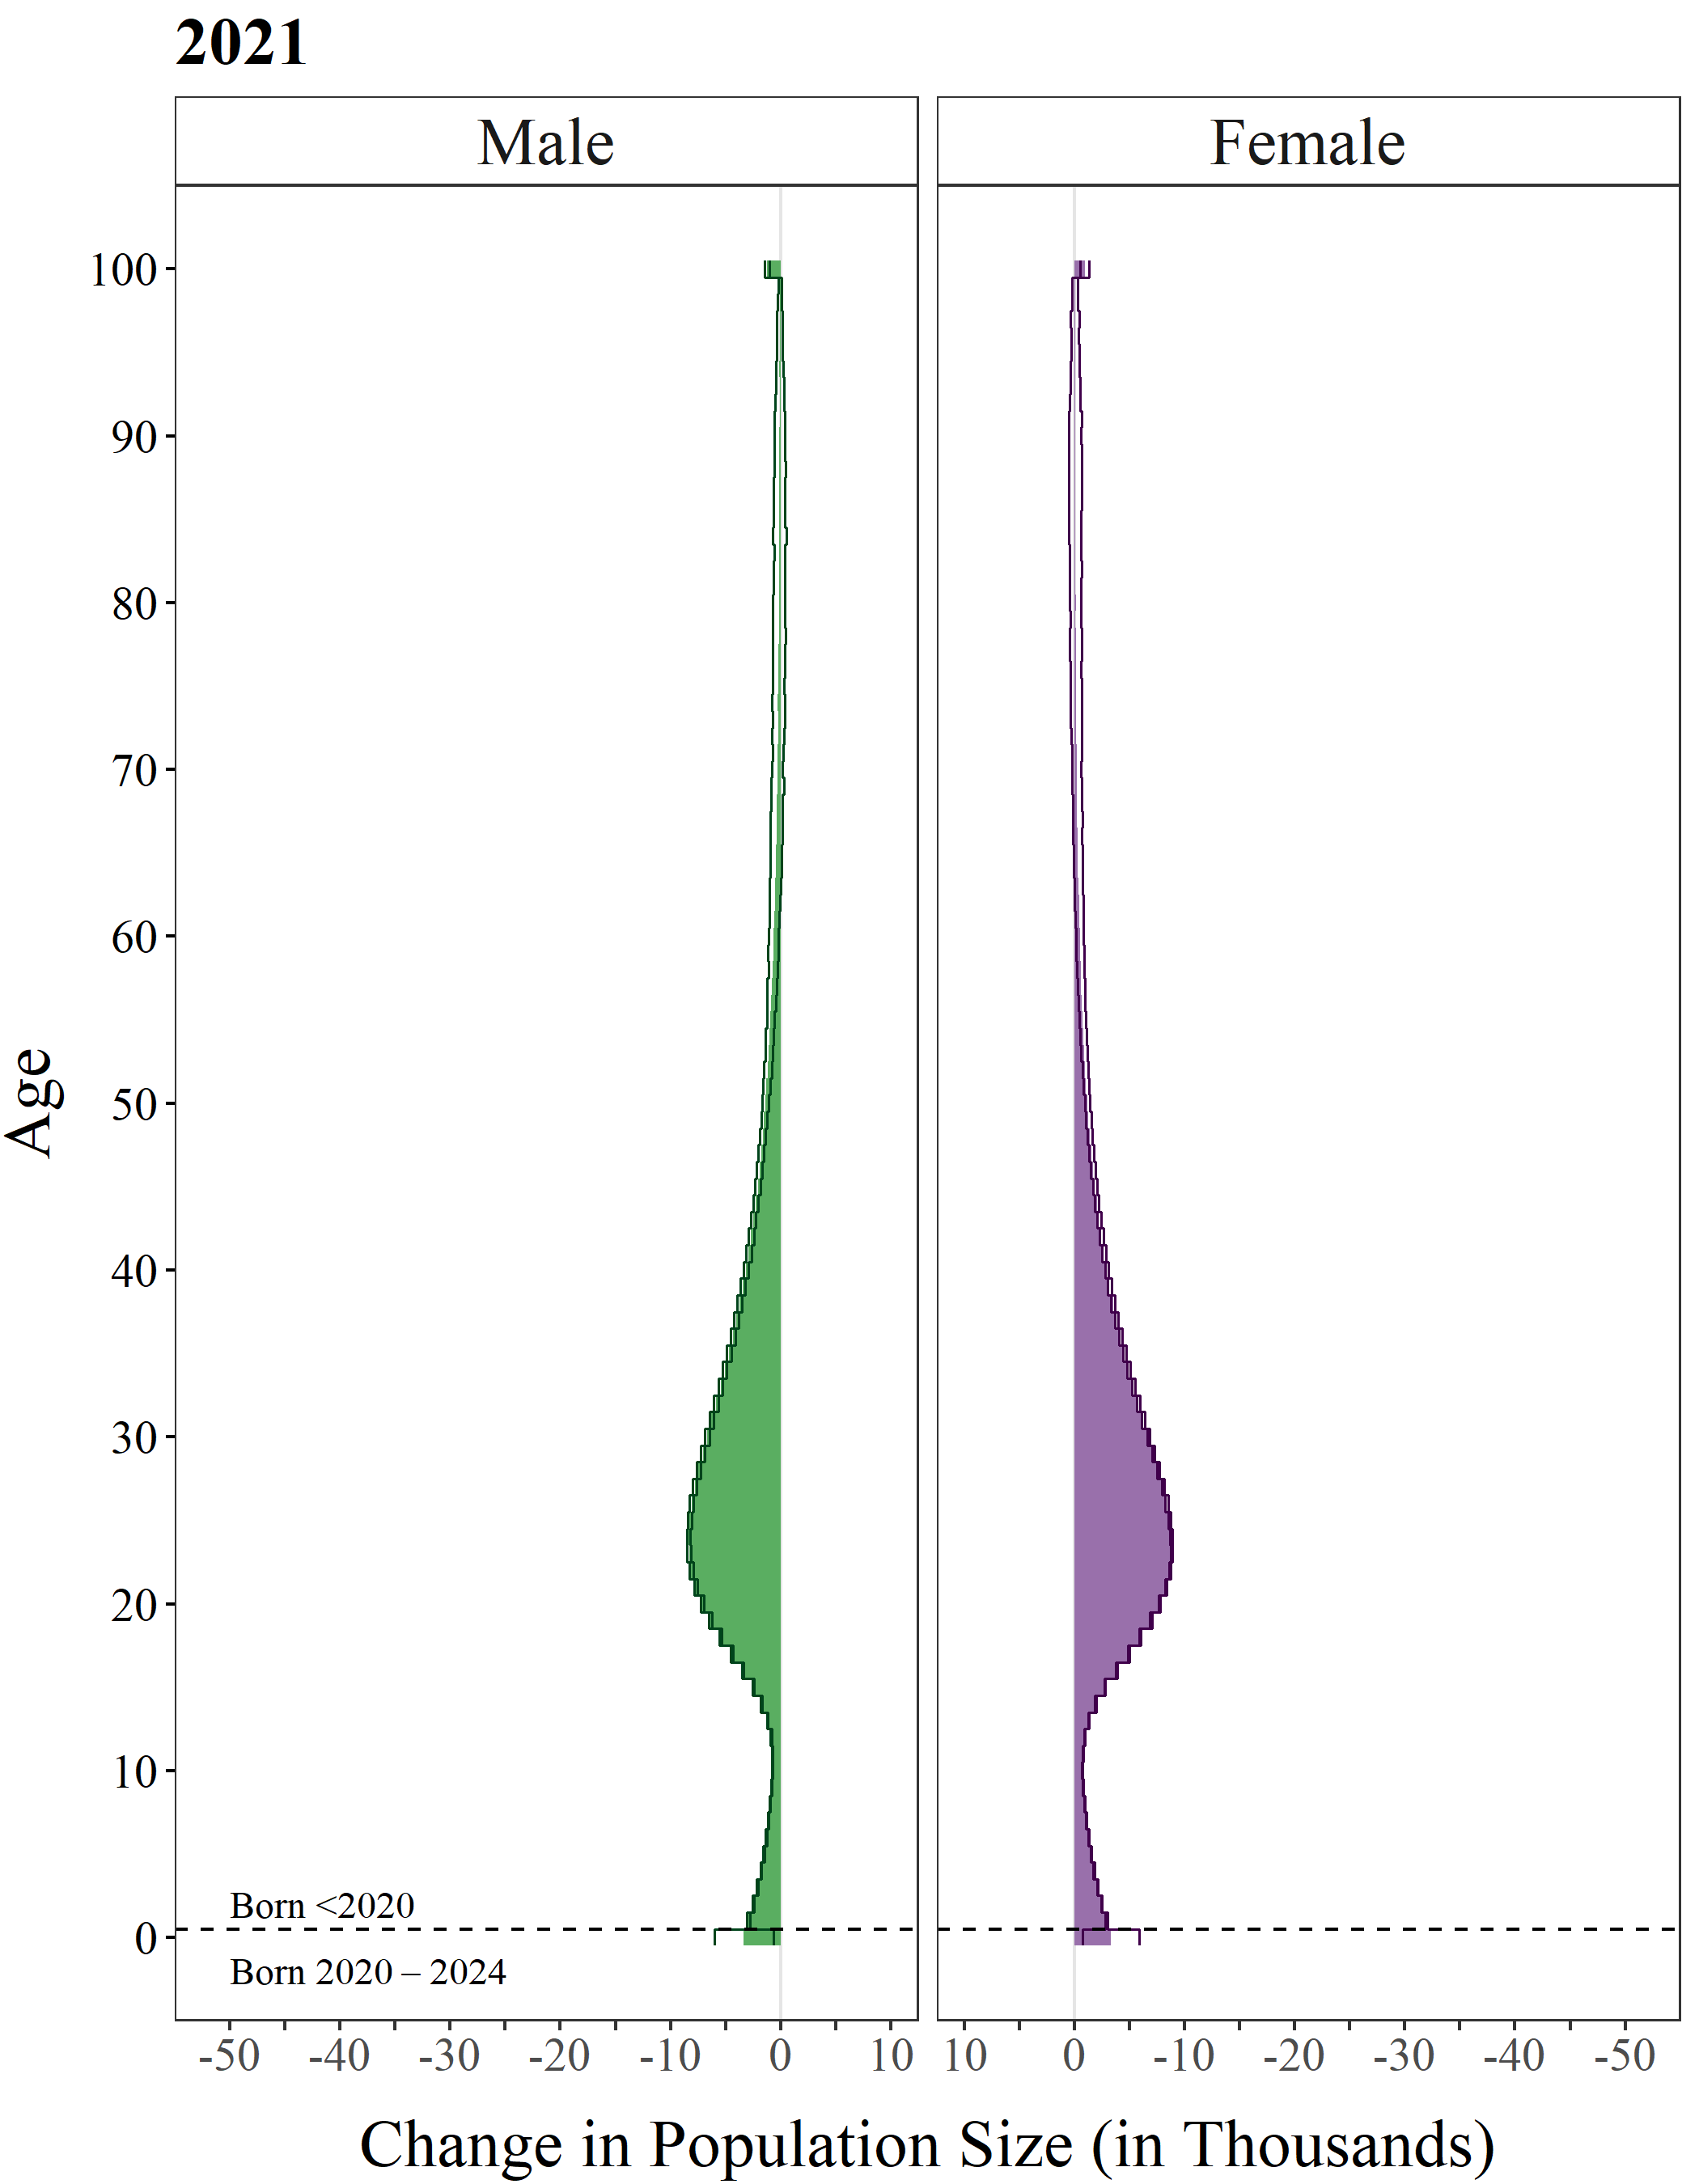 2021
Male
Female
100
90
80
70
60
50
40
30
20
10
0
Age
Born <2020
Born 2020 – 2024
-50 -40 -30 -20 -10 0 10
10 0 -10 -20 -30 -40 -50
Change in Population Size (in Thousands)